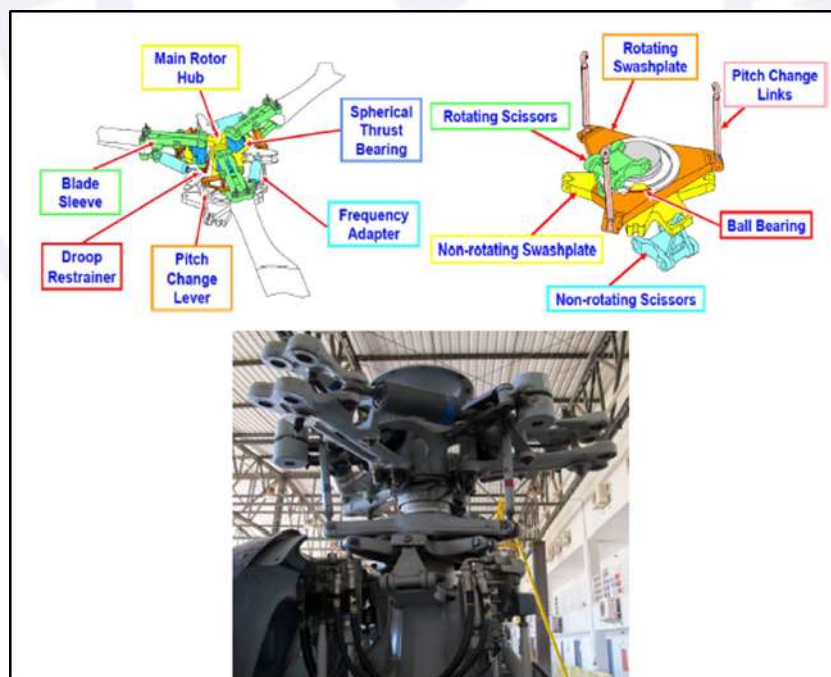 Main Rotor
Hub
Spherical
Thrust
Bearing
Blade
Sleeve
Droop
Restrainer
Pitch
Change
Lever
Frequency
Adapter
Rotating
Swashplate
Pitch Change
Links
Rotating Scissors
Non-rotating Swashplate
Ball Bearing
Non-rotating Scissors